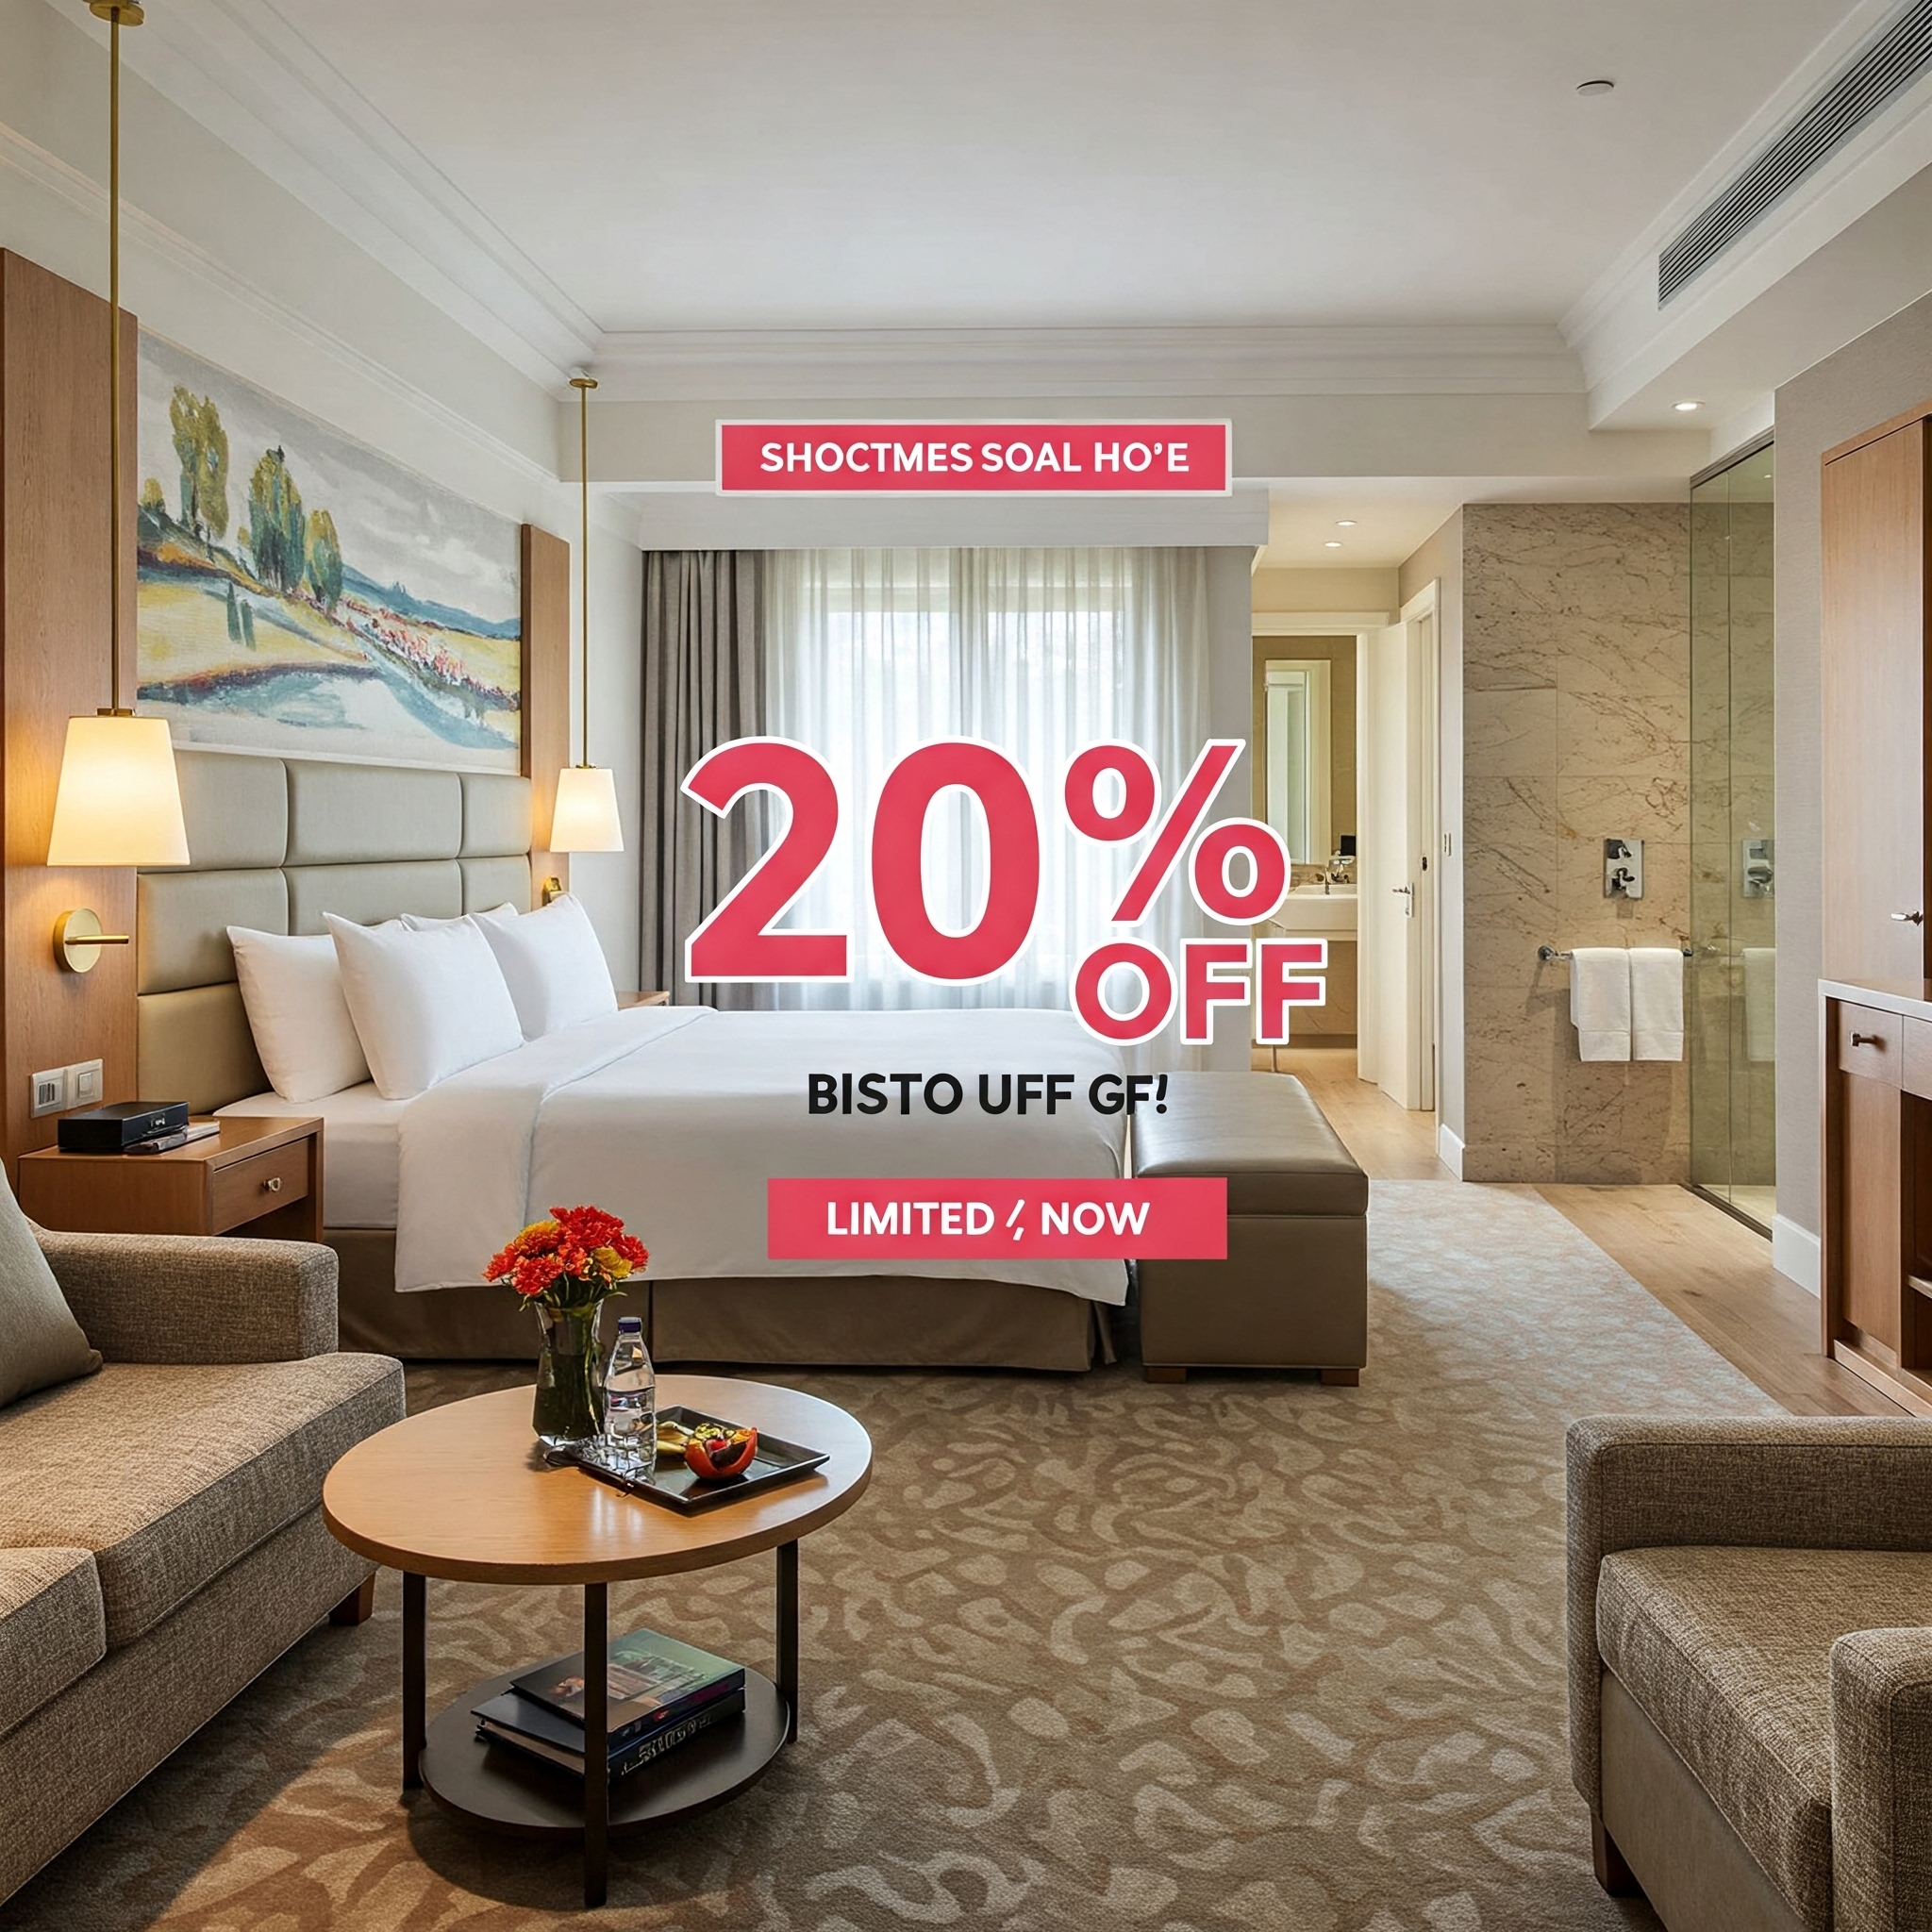 SHOCTMES SOAL HO'E
20%
OFF
BISTO UFF GF!
LIMITED /, NOW